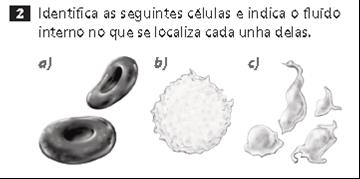 2 Identifica as seguintes células e indica o fluído
interno no que se localiza cada unha delas.
a) b) c)